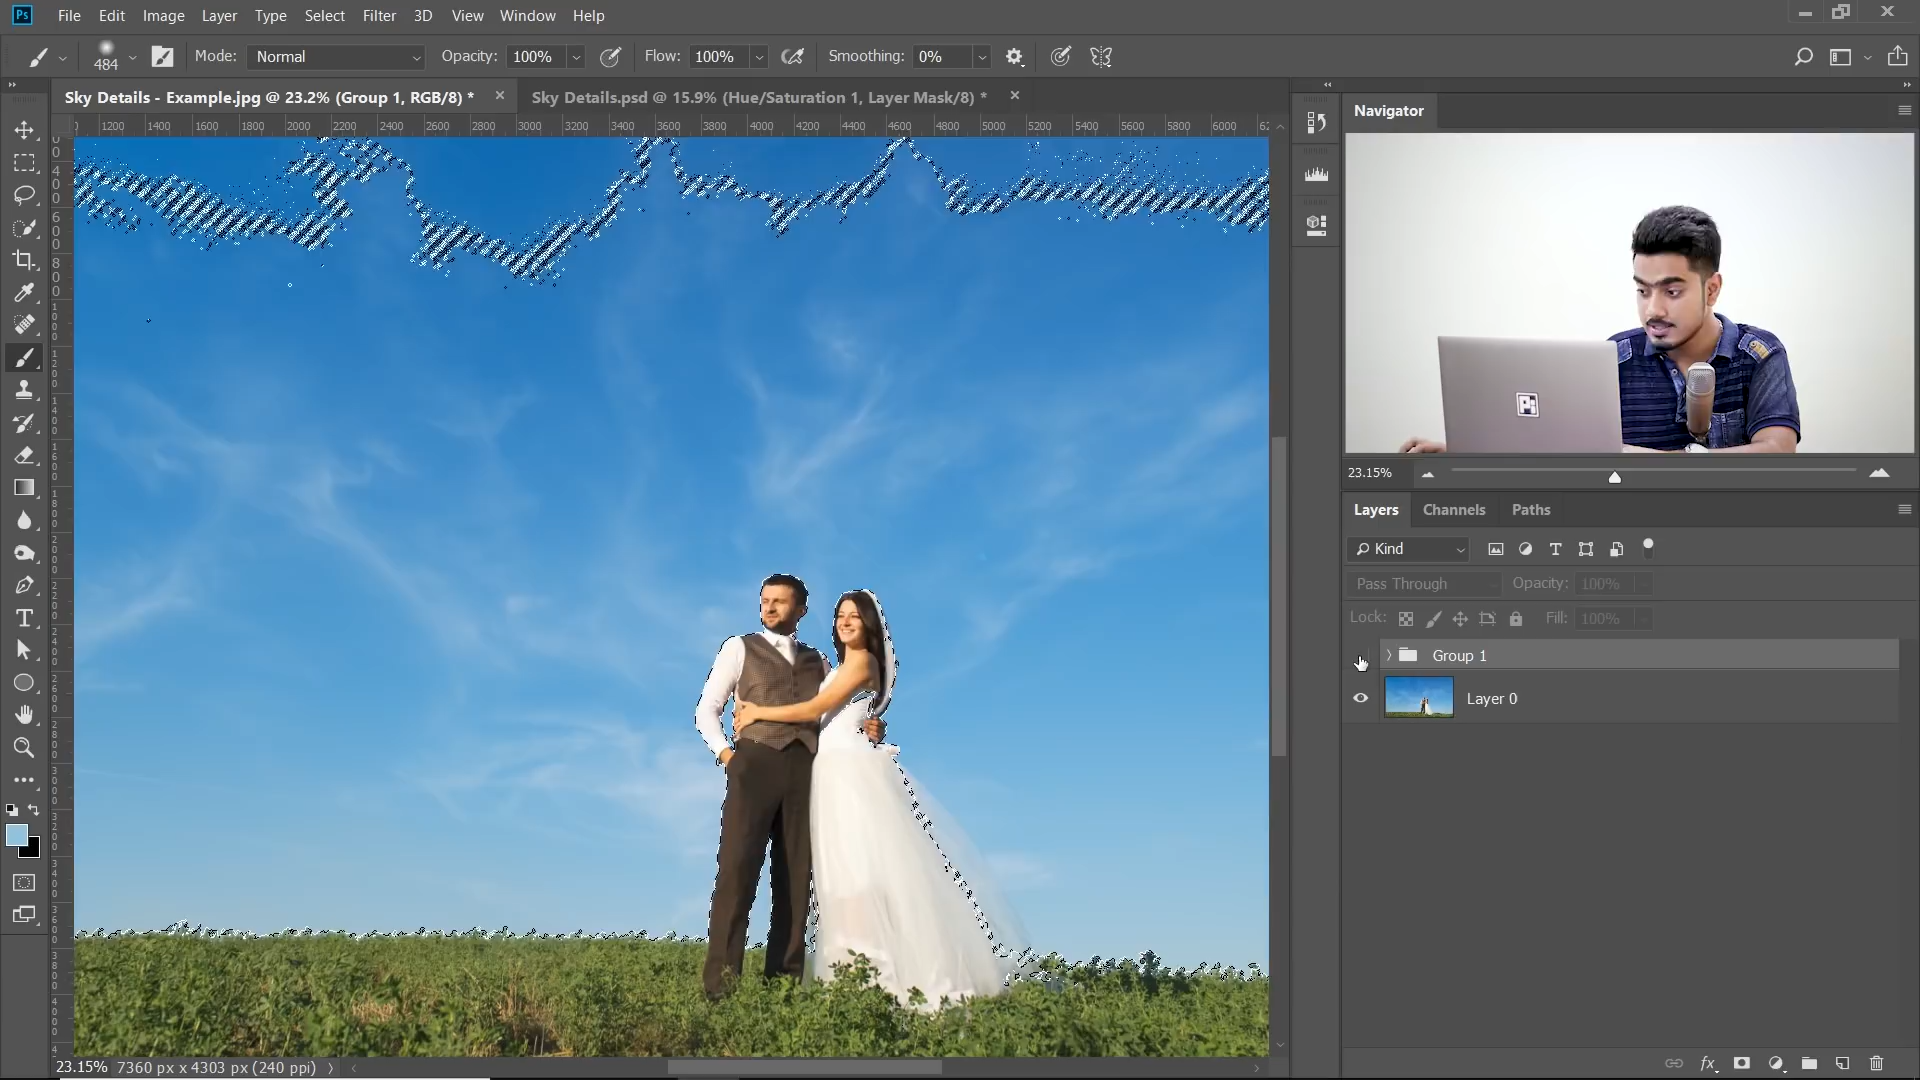 Ps File Edit Image Layer Type Select Filter 3D View Window Help
484 Mode: Normal Opacity: 100% Flow: 100% Smoothing: 0%
Sky Details - Example.jpg @ 23.2% (Group 1, RGB/8) * Sky Details.psd @ 15.9% (Hue/Saturation 1, Layer Mask/8) *
1200 1400 1600 1800 2000 2200 2400 2600 2800 3000 3200 3400 3600 3800 4000 4200 4400 4600 4800 5000 5200 5400 5600 5800 6000
Navigator
23.15%
Layers Channels Paths
Kind
Pass Through Opacity: 100%
Lock: Fill: 100%
Group 1
Layer 0
fx
23.15% 7360 px x 4303 px (240 ppi)